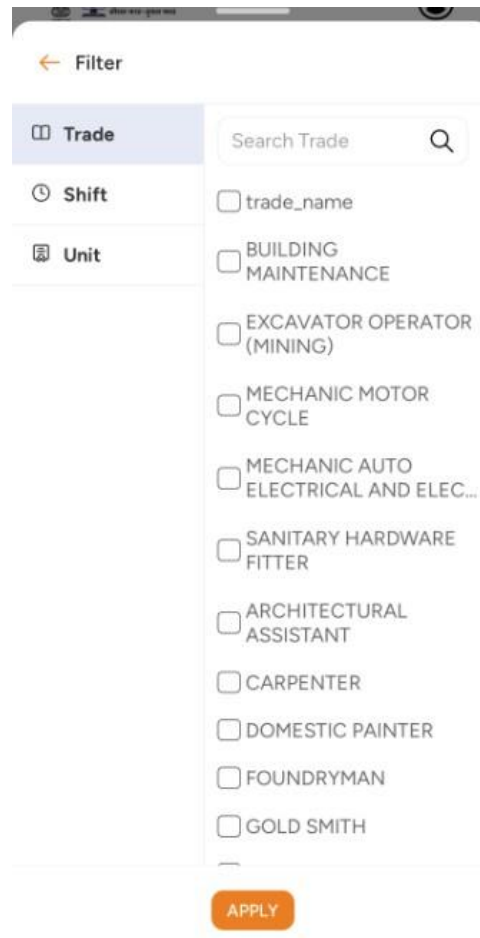 Filter
Trade
Shift
Unit
Search Trade
trade_name
BUILDING
MAINTENANCE
EXCAVATOR OPERATOR
(MINING)
MECHANIC MOTOR
CYCLE
MECHANIC AUTO
ELECTRICAL AND ELEC...
SANITARY HARDWARE
FITTER
ARCHITECTURAL
ASSISTANT
CARPENTER
DOMESTIC PAINTER
FOUNDRYMAN
GOLD SMITH
APPLY